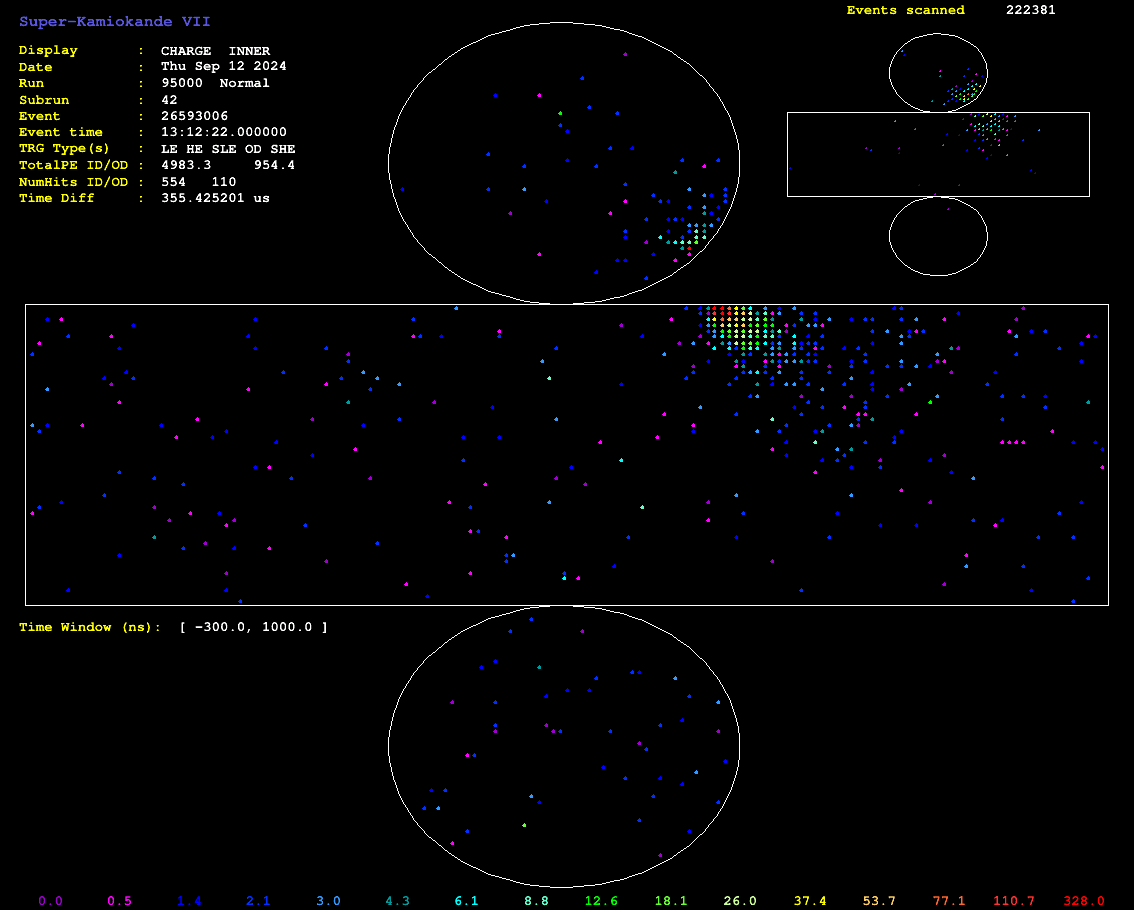 Super-Kamiokande VII
Events scanned 222381
Display : CHARGE INNER
Date : Thu Sep 12 2024
Run : 95000 Normal
Subrun : 42
Event : 26593006
Event time : 13:12:22.000000
TRG Type(s) : LE HE SLE OD SHE
TotalPE ID/OD : 4983.3 954.4
NumHits ID/OD : 554 110
Time Diff : 355.425201 us
Time Window (ns): [ -300.0, 1000.0 ]
0.0 0.5 1.4 2.1 3.0 4.3 6.1 8.8 12.6 18.1 26.0 37.4 53.7 77.1 110.7 328.0